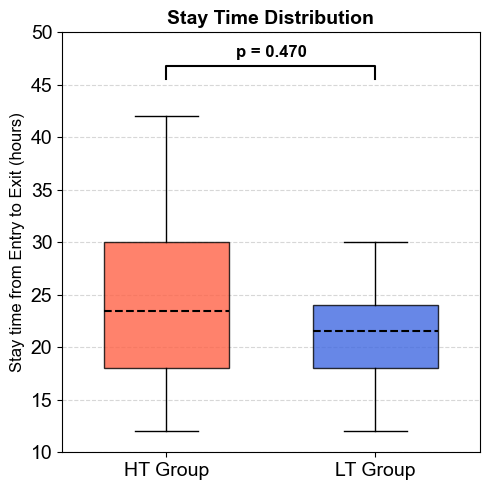 Stay Time Distribution
p = 0.470
Stay time from Entry to Exit (hours)
50
45
40
35
30
25
20
15
10
HT Group
LT Group